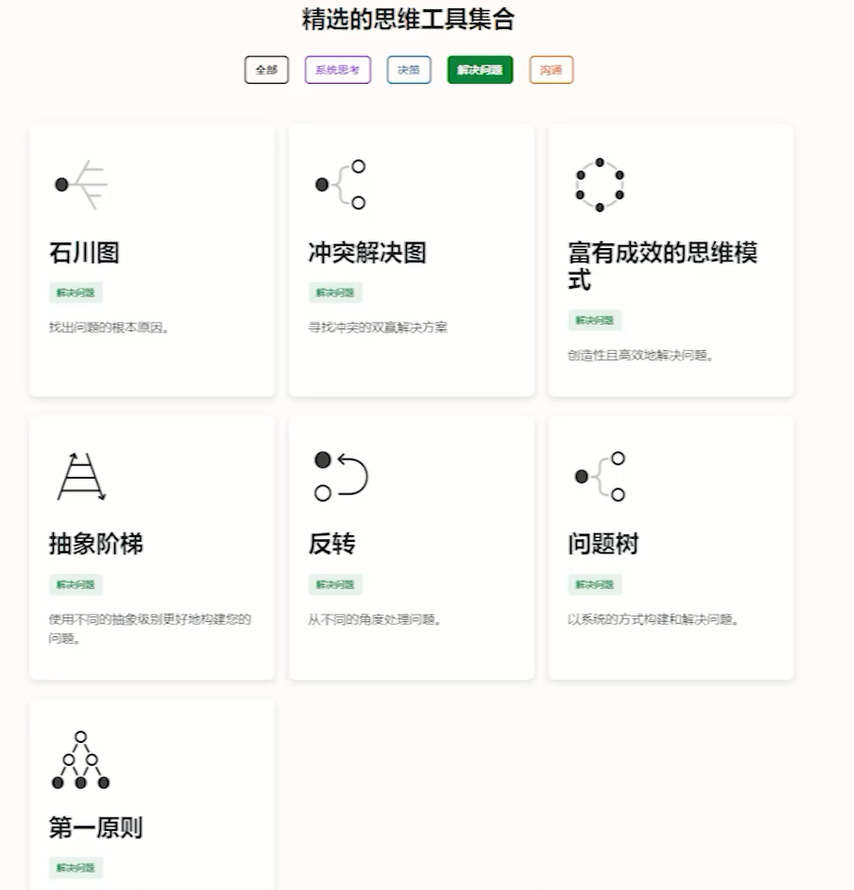 精选的思维工具集合
全部
系统思考
决策
解决问题
沟通
石川图
解决问题
找出问题的根本原因。
冲突解决图
解决问题
寻找冲突的双赢解决方案
富有成效的思维模
式
解决问题
创造性且高效地解决问题。
抽象阶梯
解决问题
使用不同的抽象级别更好地构建您的
问题。
反转
解决问题
从不同的角度处理问题。
问题树
解决问题
以系统的方式构建和解决问题。
第一原则
解决问题